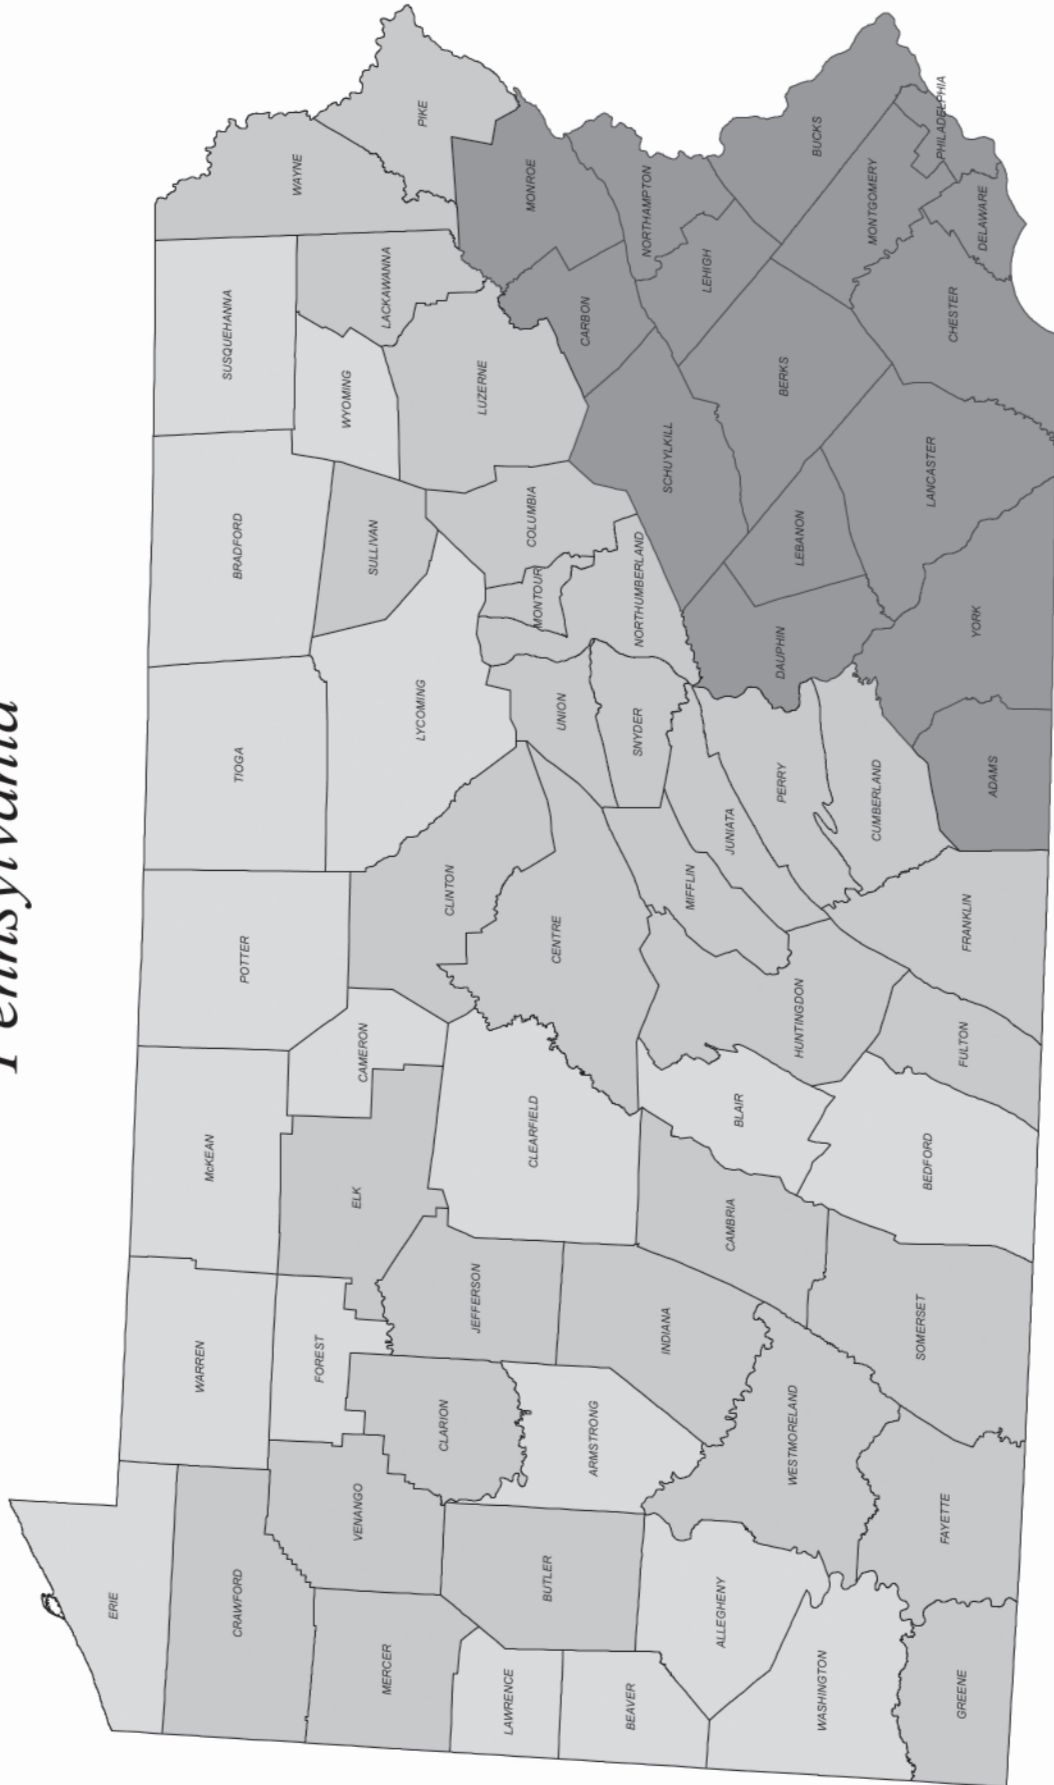 Pennsylvania
ERIE
CRAWFORD
MERCER
LAWRENCE
BEAVER
WASHINGTON
GREENE
ALLEGHENY
BUTLER
VENANGO
WARREN
FOREST
CLARION
ARMSTRONG
WESTMORELAND
FAYETTE
McKEAN
ELK
JEFFERSON
INDIANA
CAMBRIA
SOMERSET
POTTER
CAMERON
CLEARFIELD
BLAIR
BEDFORD
TIOGA
CLINTON
CENTRE
HUNTINGDON
FULTON
FRANKLIN
MIFFLIN
JUNIATA
LYCOMING
UNION
SNYDER
PERRY
CUMBERLAND
ADAMS
BRADFORD
SULLIVAN
COLUMBIA
MONTOUR
NORTHUMBERLAND
DAUPHIN
YORK
SUSQUEHANNA
WYOMING
LACKAWANNA
LUZERNE
SCHUYLKILL
LEBANON
LANCASTER
WAYNE
PIKE
MONROE
CARBON
NORTHAMPTON
LEHIGH
BERKS
CHESTER
BUCKS
MONTGOMERY
PHILADELPHIA
DELAWARE